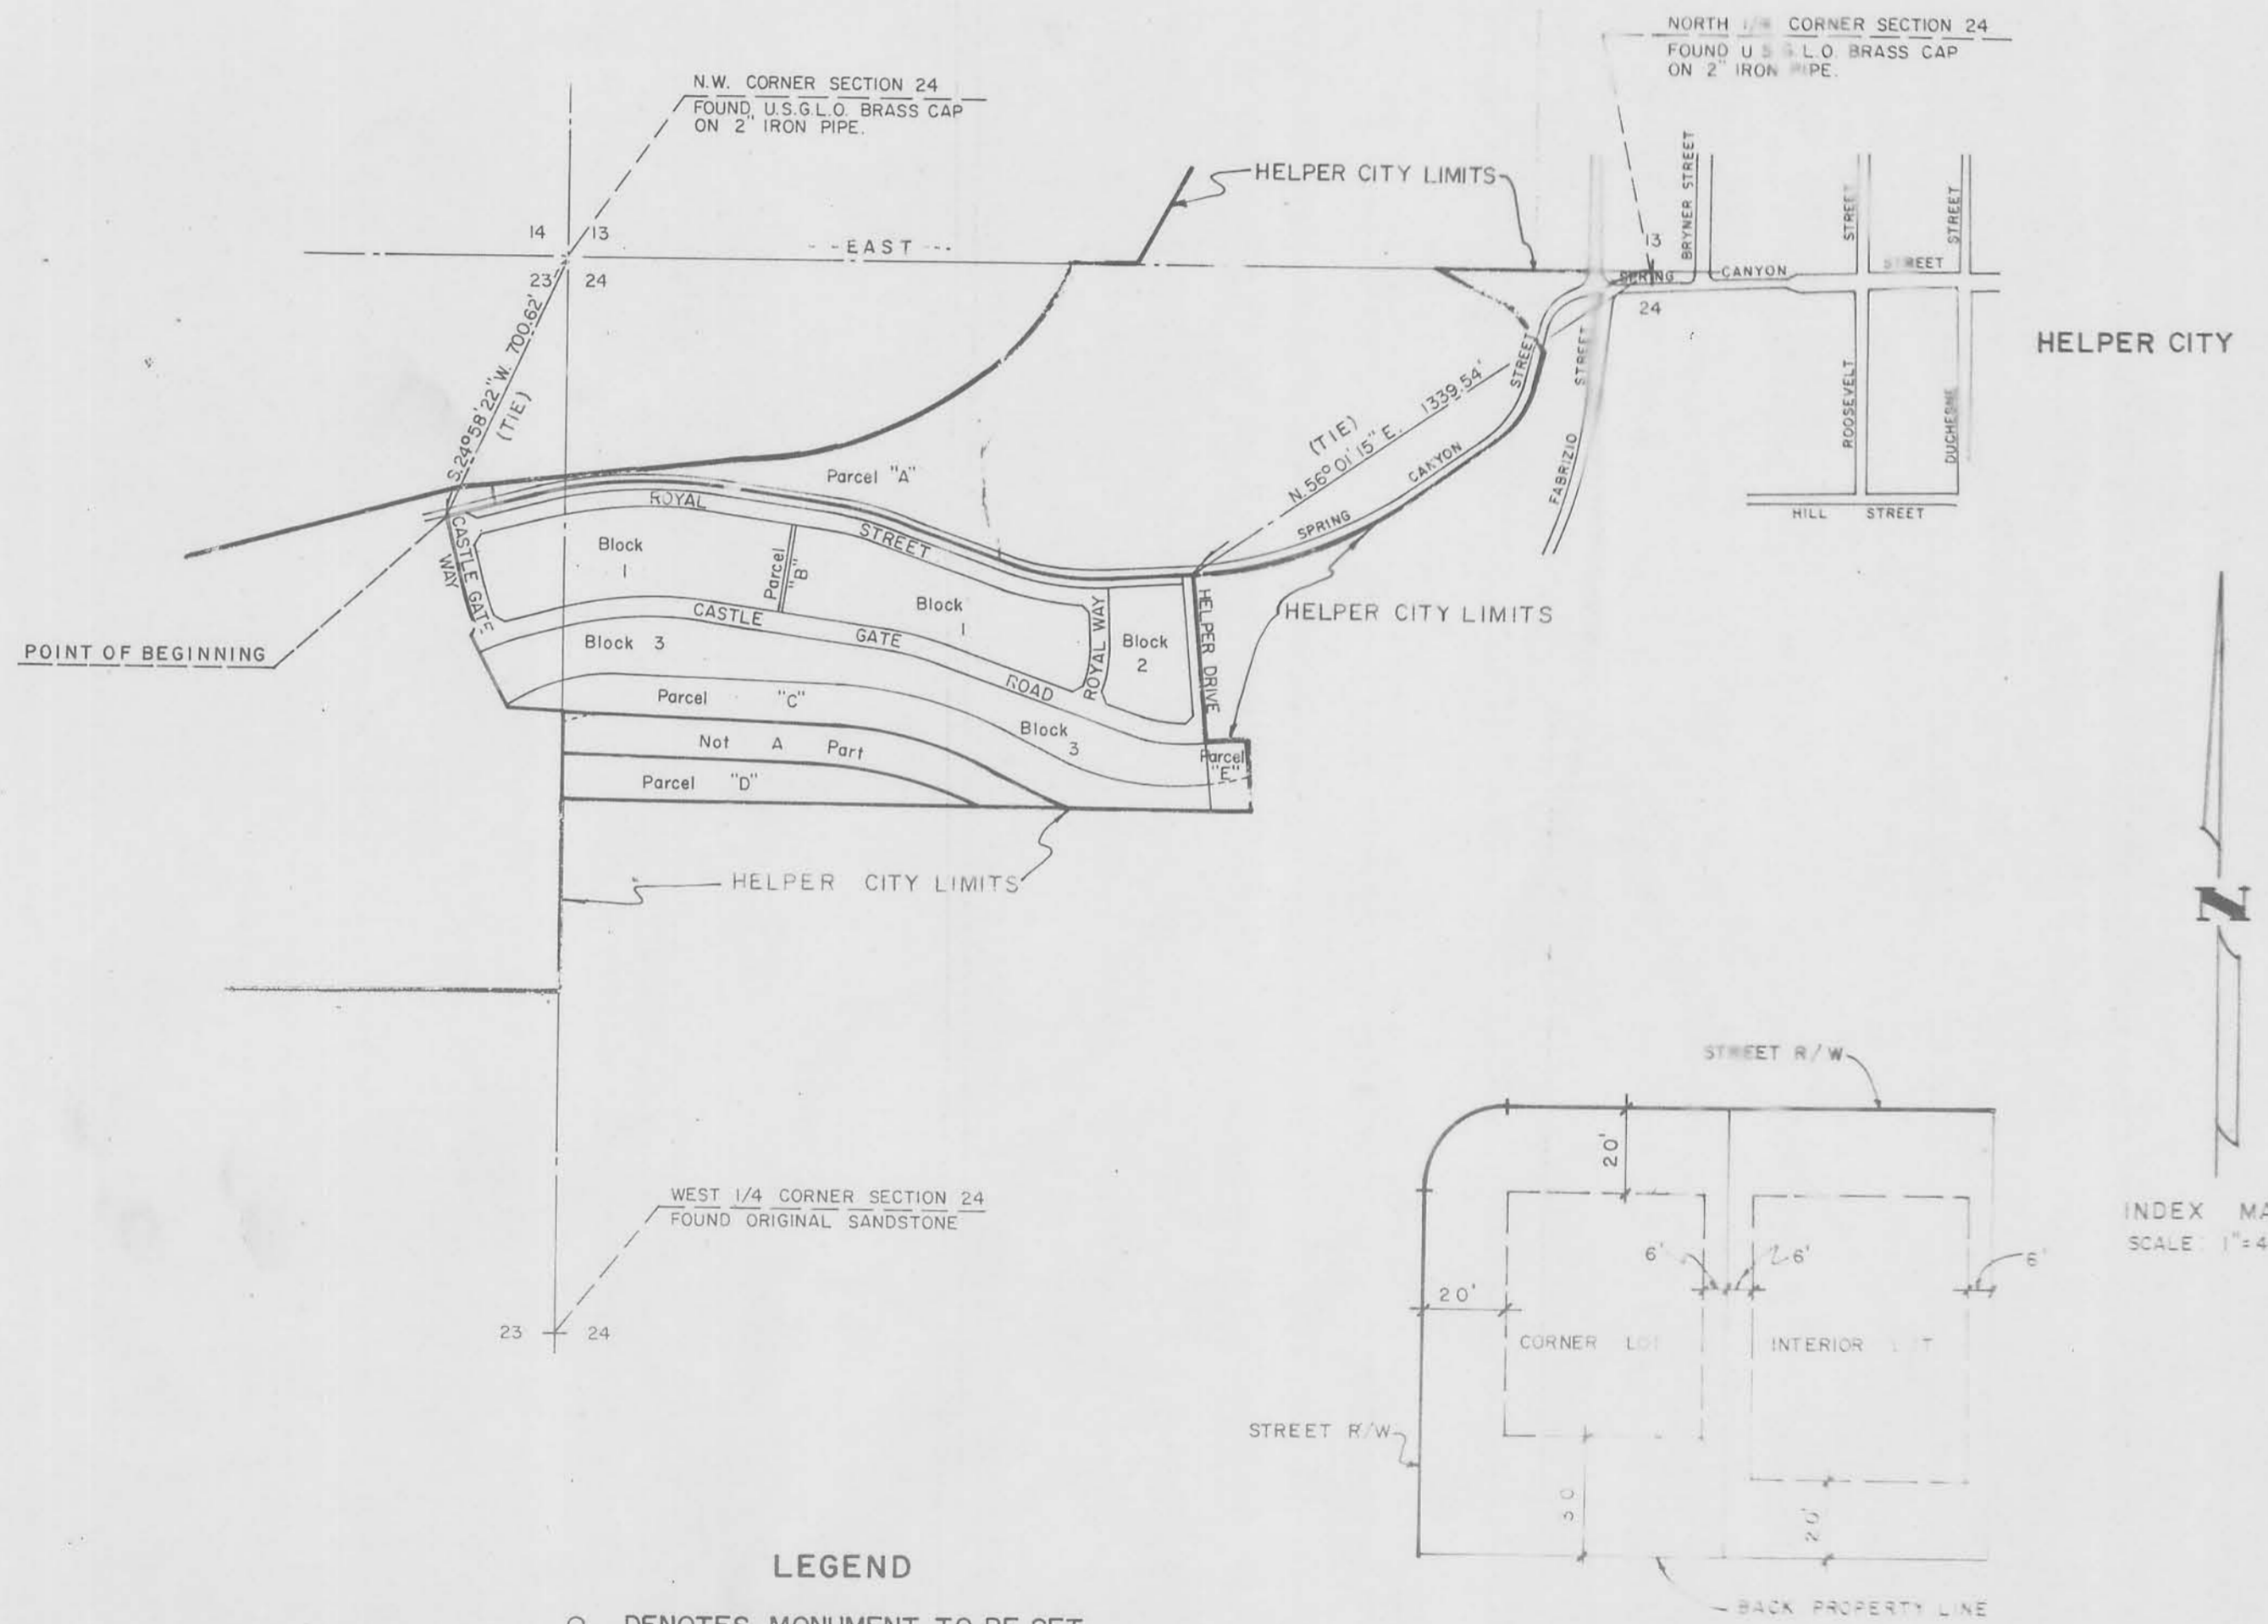 NORTH CORNER SECTION 24
FOUND U.S.G.L.O. BRASS CAP
ON 2" IRON PIPE.
N.W. CORNER SECTION 24
FOUND U.S.G.L.O. BRASS CAP
ON 2" IRON PIPE.
HELPER CITY LIMITS
BRYNER STREET
STREET
STREET
14
13
23
24
- -EAST - -
13
24
SPRING CANYON STREET
HELPER CITY
S.24°58'22"W. 700.62'
(TIE)
(TIE)
N.56°01'15"E. 1339.54'
SPRING CANYON STREET
FABRIZIO STREET
ROOSEVELT
DUCHESNE
HILL STREET
Parcel "A"
ROYAL STREET
CASTLE GATE
WAY
Block
1
Parcel
"B"
Block
1
CASTLE GATE ROAD
ROYAL WAY
Block
2
HELPER DRIVE
HELPER CITY LIMITS
POINT OF BEGINNING
Block 3
Parcel "C"
Block
3
Not A Part
Parcel
"E"
Parcel "D"
HELPER CITY LIMITS
N
WEST 1/4 CORNER SECTION 24
FOUND ORIGINAL SANDSTONE
23
24
INDEX
SCALE: 1"=4
STREET R/W
20'
6'
6'
6'
20'
CORNER
INTERIOR
STREET R/W
20'
BACK PROPERTY LINE
LEGEND
DENOTES MONUMENT TO BE SET